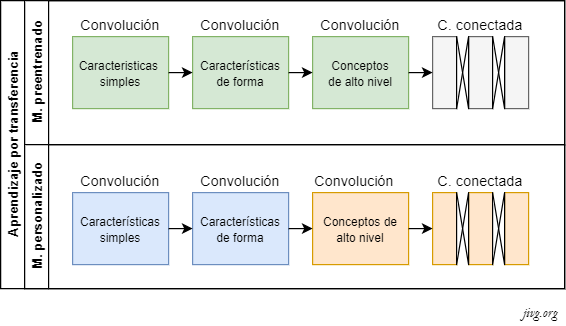 Aprendizaje por transferencia
M. preentrenado
Convolución
Convolución
Convolución
C. conectada
Caracteristicas
simples
Características
de forma
Conceptos
de alto nivel
M. personalizado
Convolución
Convolución
Convolución
C. conectada
Características
simples
Características
de forma
Conceptos de
alto nivel
jivg.org